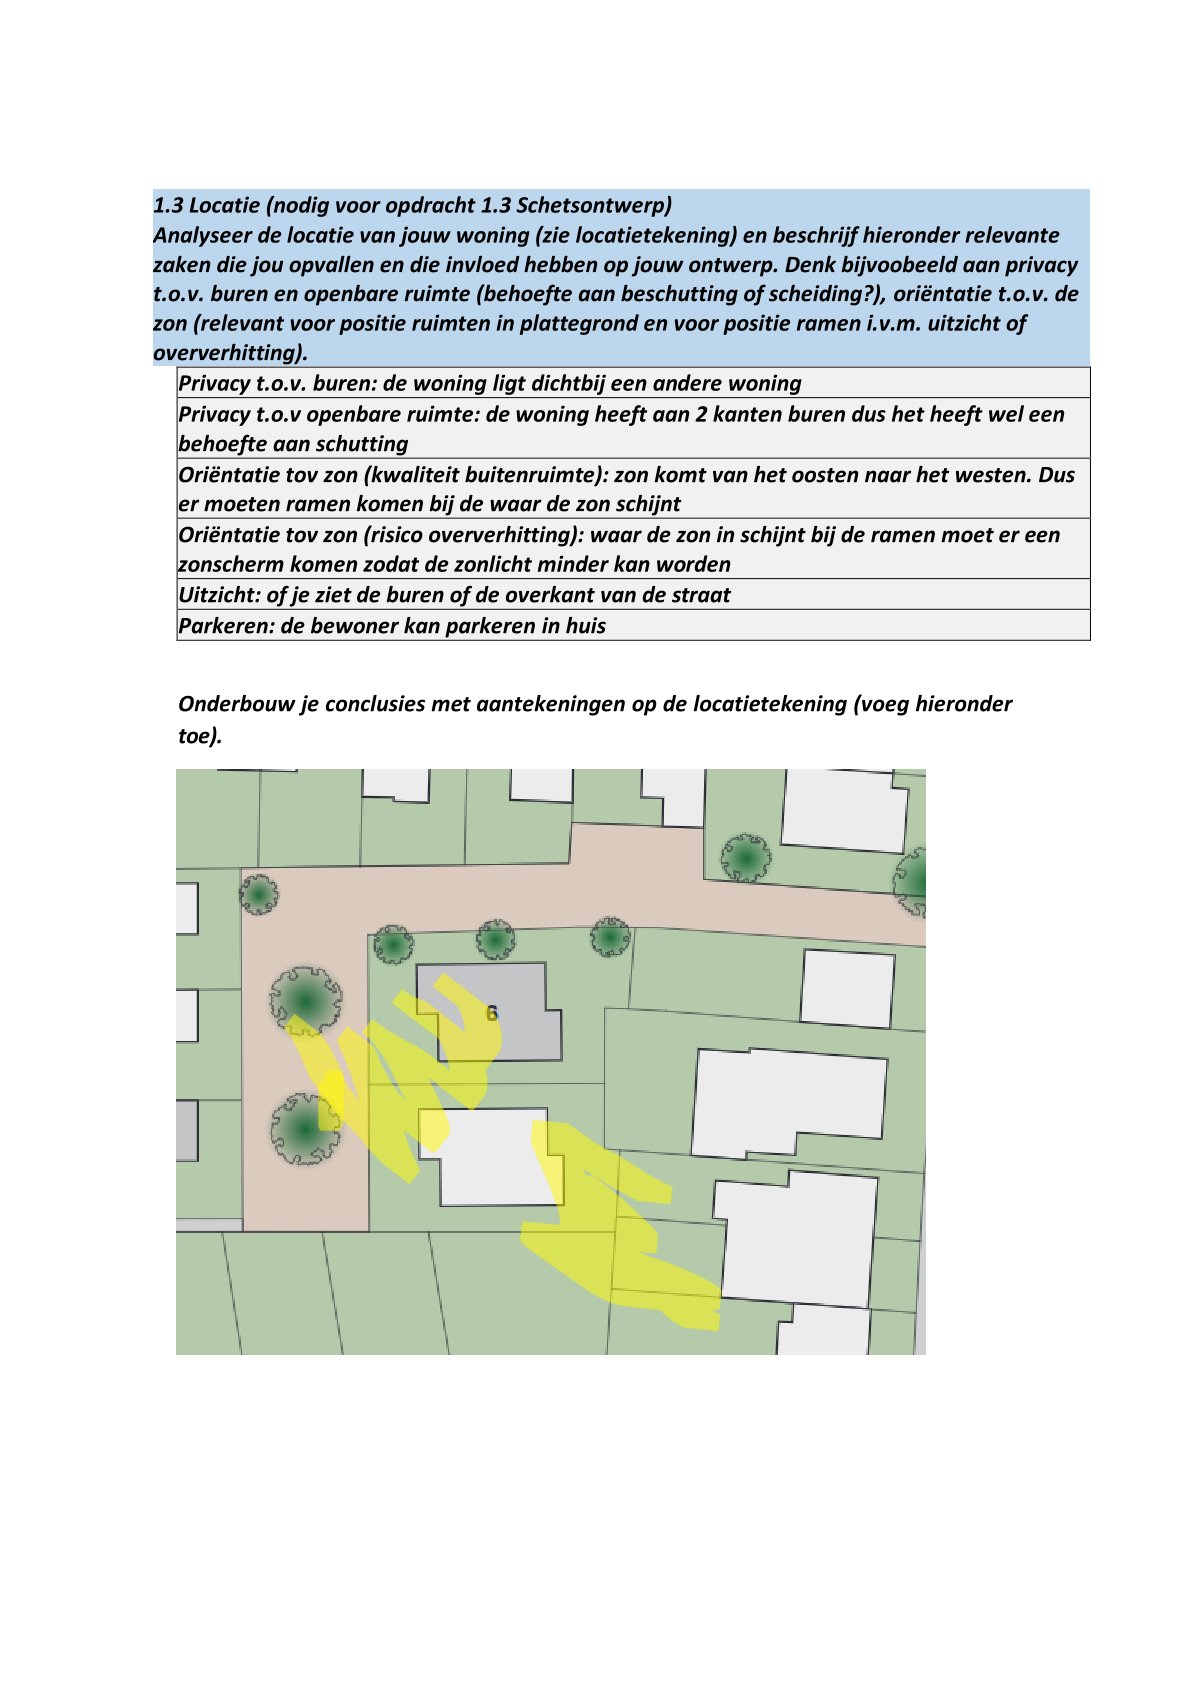 1.3 Locatie (nodig voor opdracht 1.3 Schetsontwerp)
Analyseer de locatie van jouw woning (zie locatietekening) en beschrijf hieronder relevante
zaken die jou opvallen en die invloed hebben op jouw ontwerp. Denk bijvoobeeld aan privacy
t.o.v. buren en openbare ruimte (behoefte aan beschutting of scheiding?), oriëntatie t.o.v. de
zon (relevant voor positie ruimten in plattegrond en voor positie ramen i.v.m. uitzicht of
oververhitting).
Privacy t.o.v. buren: de woning ligt dichtbij een andere woning
Privacy t.o.v openbare ruimte: de woning heeft aan 2 kanten buren dus het heeft wel een
behoefte aan schutting
Oriëntatie tov zon (kwaliteit buitenruimte): zon komt van het oosten naar het westen. Dus
er moeten ramen komen bij de waar de zon schijnt
Oriëntatie tov zon (risico oververhitting): waar de zon in schijnt bij de ramen moet er een
zonscherm komen zodat de zonlicht minder kan worden
Uitzicht: of je ziet de buren of de overkant van de straat
Parkeren: de bewoner kan parkeren in huis
Onderbouw je conclusies met aantekeningen op de locatietekening (voeg hieronder
toe).
6